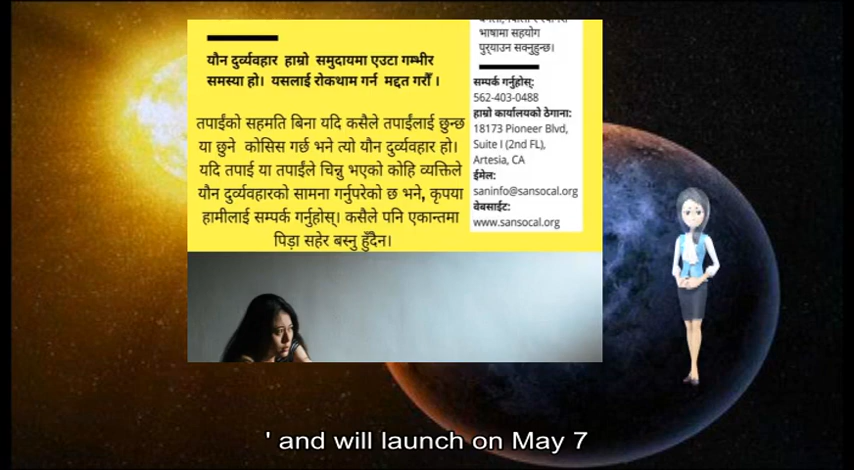 यौन दुर्व्यवहार हाम्रो समुदायमा एउटा गम्भीर
समस्या हो। यसलाई रोकथाम गर्न मद्दत गरौँ ।
तपाईंको सहमति बिना यदि कसैले तपाईंलाई छुन्छ
या छुने कोसिस गर्छ भने त्यो यौन दुर्व्यवहार हो।
यदि तपाई या तपाईंले चिन्नु भएको कोहि व्यक्तिले
यौन दुर्व्यवहारको सामना गर्नुपरेको छ भने, कृपया
हामीलाई सम्पर्क गर्नुहोस्। कसैले पनि एकान्तमा
पिड़ा सहेर बस्नु हुँदैन।
भाषामा सहयोग
पुर्‍याउन सक्नुहुन्छ।
सम्पर्क गर्नुहोस्:
562-403-0488
हाम्रो कार्यालयको ठेगाना:
18173 Pioneer Blvd,
Suite I (2nd FL),
Artesia, CA
ईमेल:
saninfo@sansocal.org
वेबसाईट:
www.sansocal.org
' and will launch on May 7